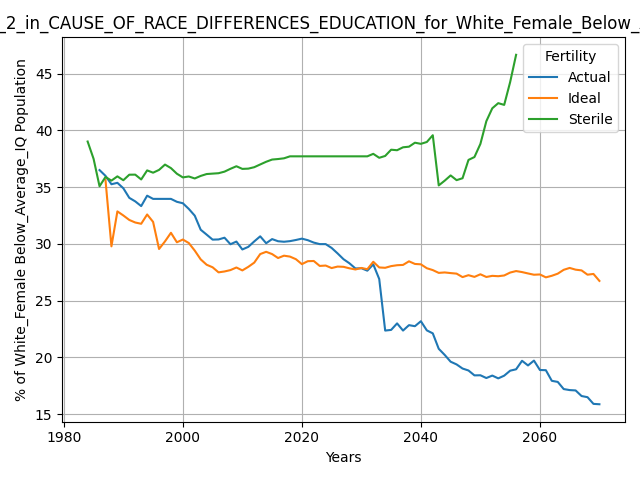 _2_in_CAUSE_OF_RACE_DIFFERENCES_EDUCATION_for_White_Female_Below_
Fertility
Actual
Ideal
Sterile
% of White_Female Below_Average_IQ Population
45
40
35
30
25
20
15
1980
2000
2020
2040
2060
Years